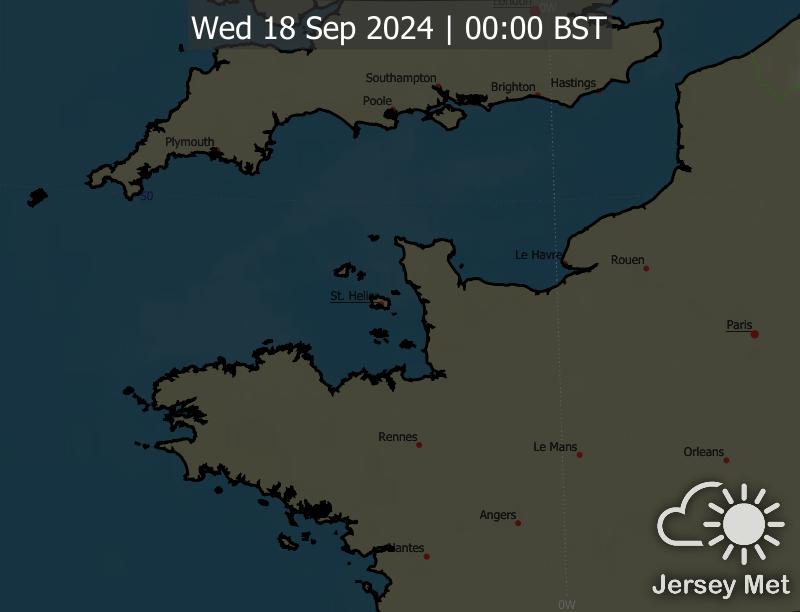 London
0W
Wed 18 Sep 2024 | 00:00 BST
Southampton
Brighton
Hastings
Poole
Plymouth
50
Le Havre
Rouen
St. Helier
Paris
Rennes
Le Mans
Orleans
Angers
Nantes
Jersey Met
0W